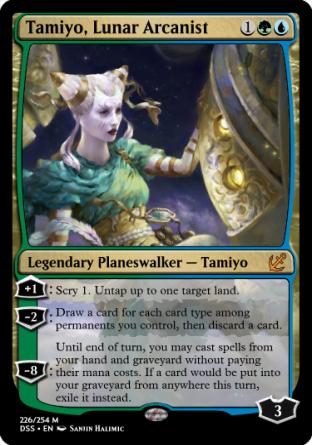 Tamiyo, Lunar Arcanist 1
Legendary Planeswalker — Tamiyo
+1: Scry 1. Untap up to one target land.
-2: Draw a card for each card type among
permanents you control, then discard a card.
Until end of turn, you may cast spells from
your hand and graveyard without paying
-8: their mana costs. If a card would be put into
your graveyard from anywhere this turn,
exile it instead.
3
226/254 M
DSS • EN Sanjin Halimic